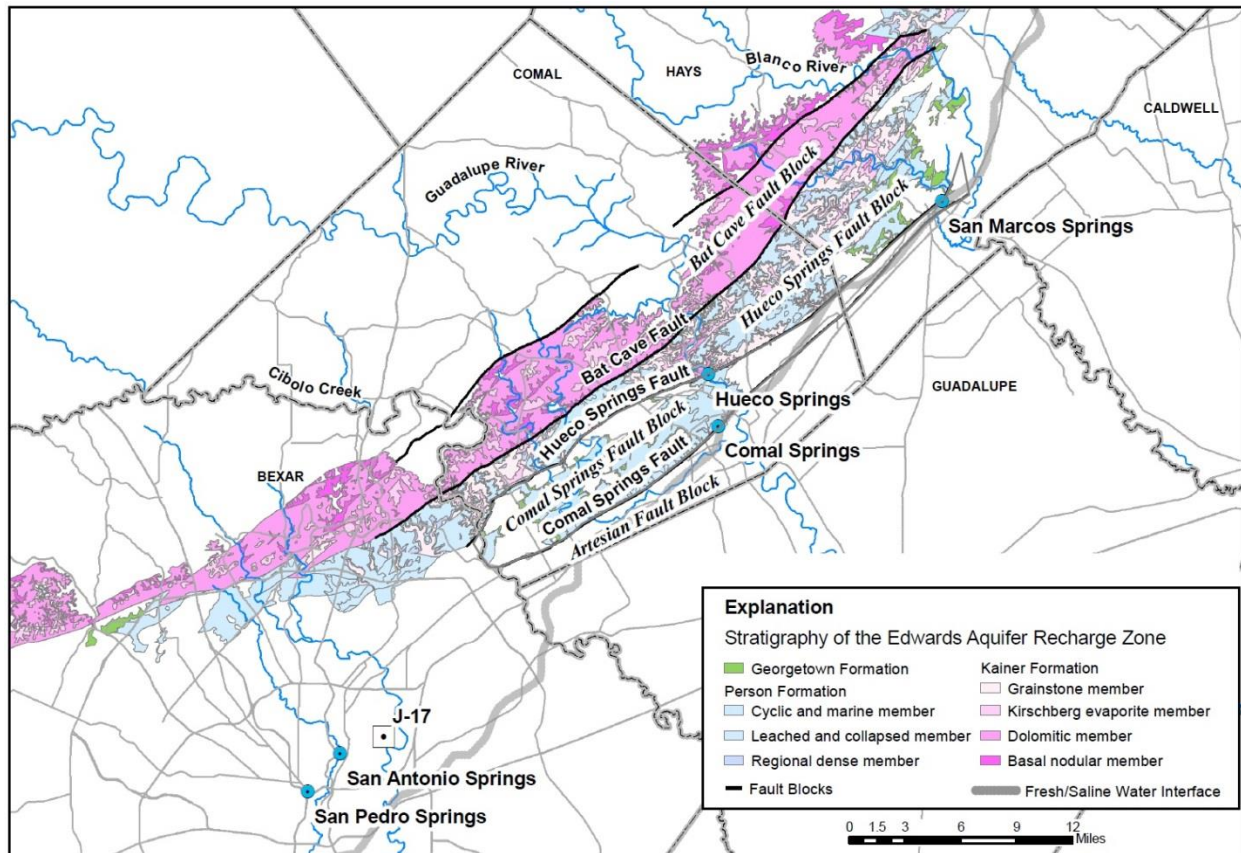 COMAL
HAYS
Blanco River
CALDWELL
Guadalupe River
Bat Cave Fault Block
Hueco Springs Fault Block
San Marcos Springs
Bat Cave Fault
Cibolo Creek
Hueco Springs Fault
GUADALUPE
Hueco Springs
Comal Springs Fault Block
Comal Springs
BEXAR
Comal Springs Fault
Artesian Fault Block
J-17
San Antonio Springs
San Pedro Springs
Explanation
Stratigraphy of the Edwards Aquifer Recharge Zone
Georgetown Formation
Person Formation
Cyclic and marine member
Leached and collapsed member
Regional dense member
Fault Blocks
Kainer Formation
Grainstone member
Kirschberg evaporite member
Dolomitic member
Basal nodular member
Fresh/Saline Water Interface
0 1.5 3 6 9 12
Miles